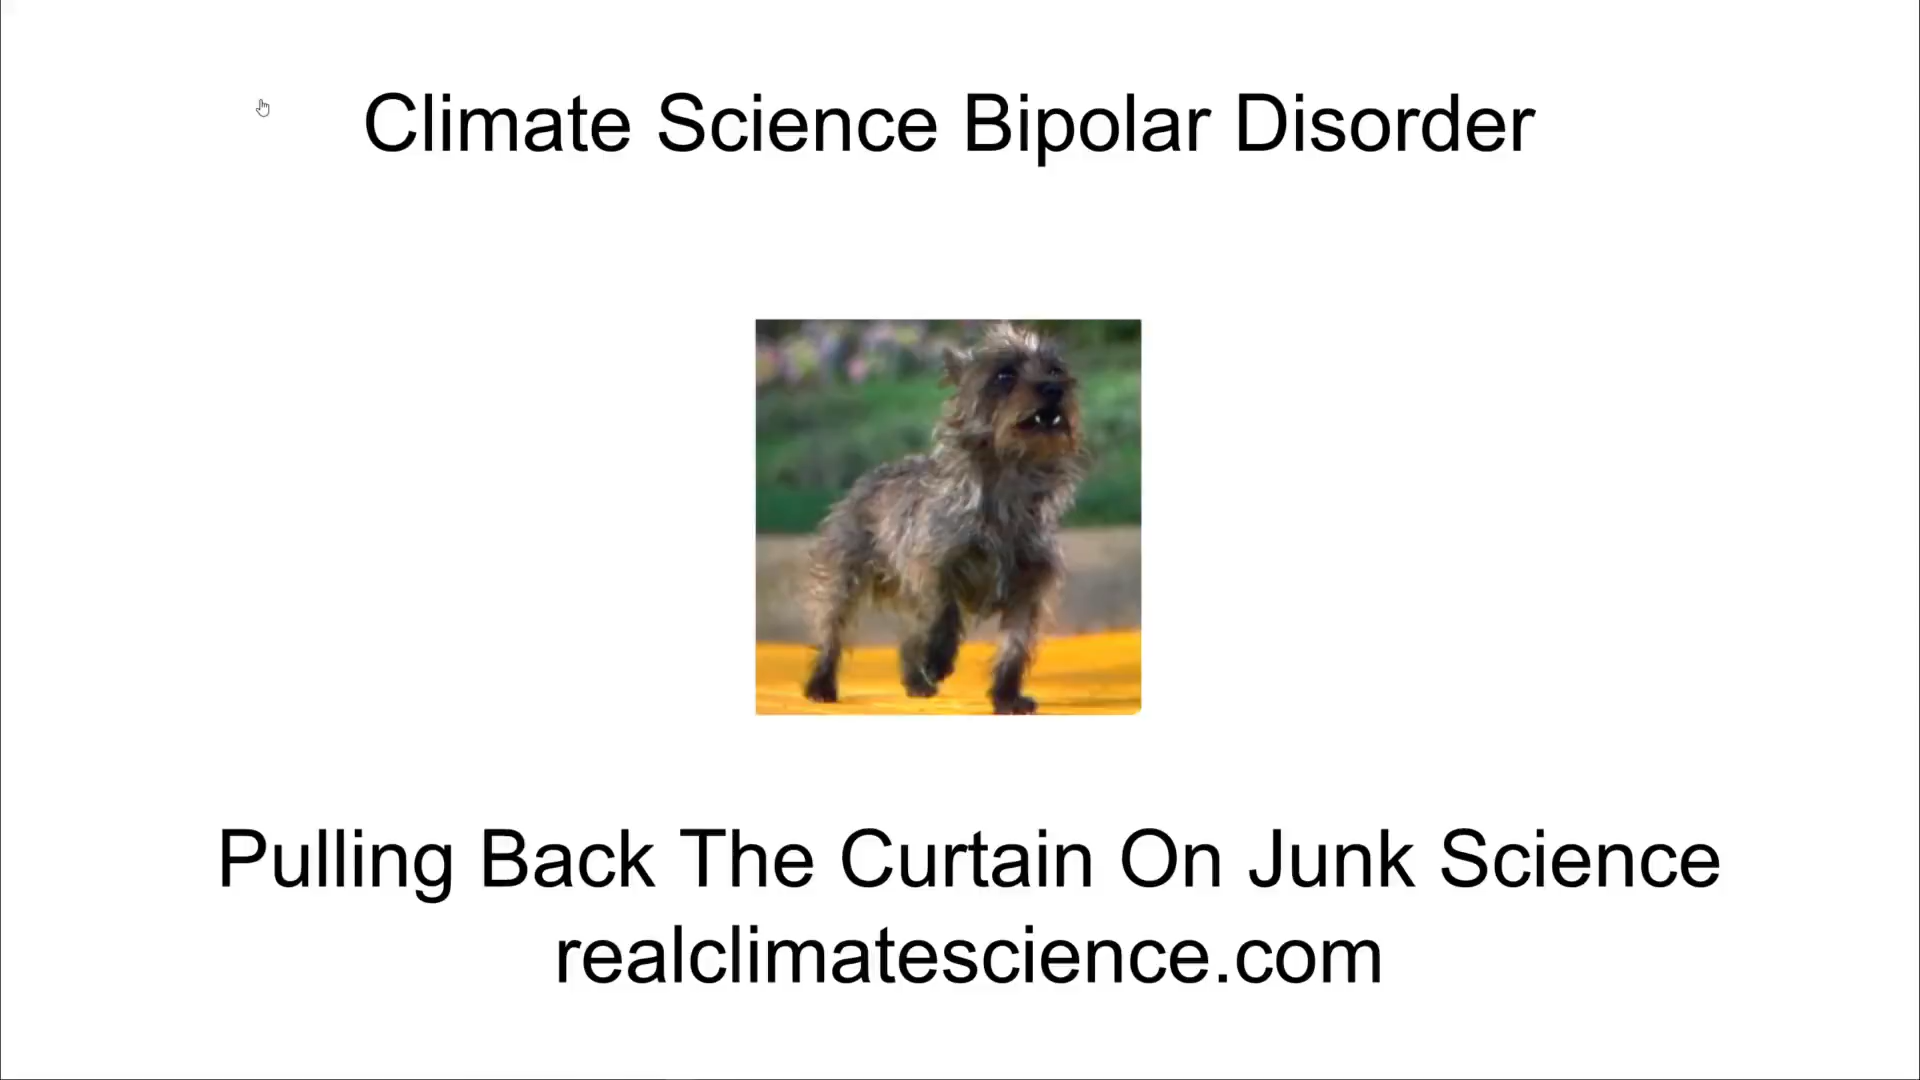 Climate Science Bipolar Disorder
Pulling Back The Curtain On Junk Science
realclimatescience.com